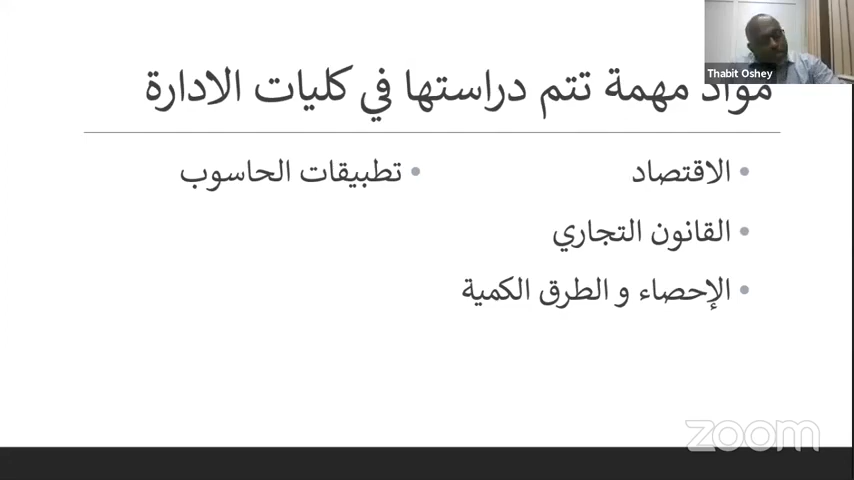 Thabit Oshey
مواد مهمة تتم دراستها في كليات الادارة
الاقتصاد
القانون التجاري
الإحصاء و الطرق الكمية
تطبيقات الحاسوب
zoom